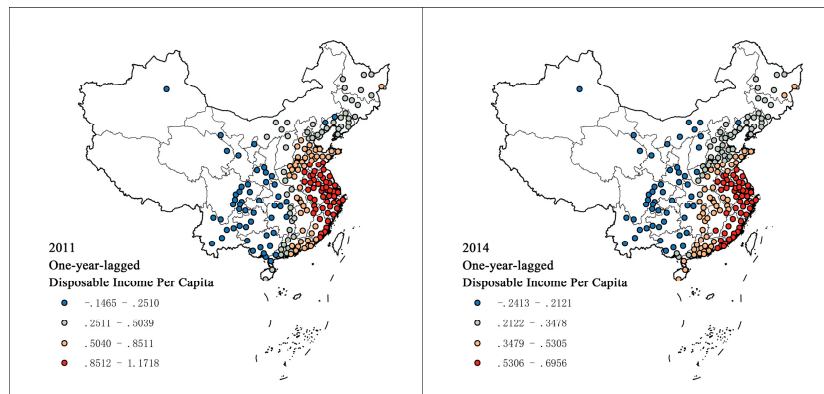 2011
One-year-lagged
Disposable Income Per Capita
-.1465 - .2510
.2511 - .5039
.5040 - .8511
.8512 - 1.1718
2014
One-year-lagged
Disposable Income Per Capita
-.2413 - .2121
.2122 - .3478
.3479 - .5305
.5306 - .6956